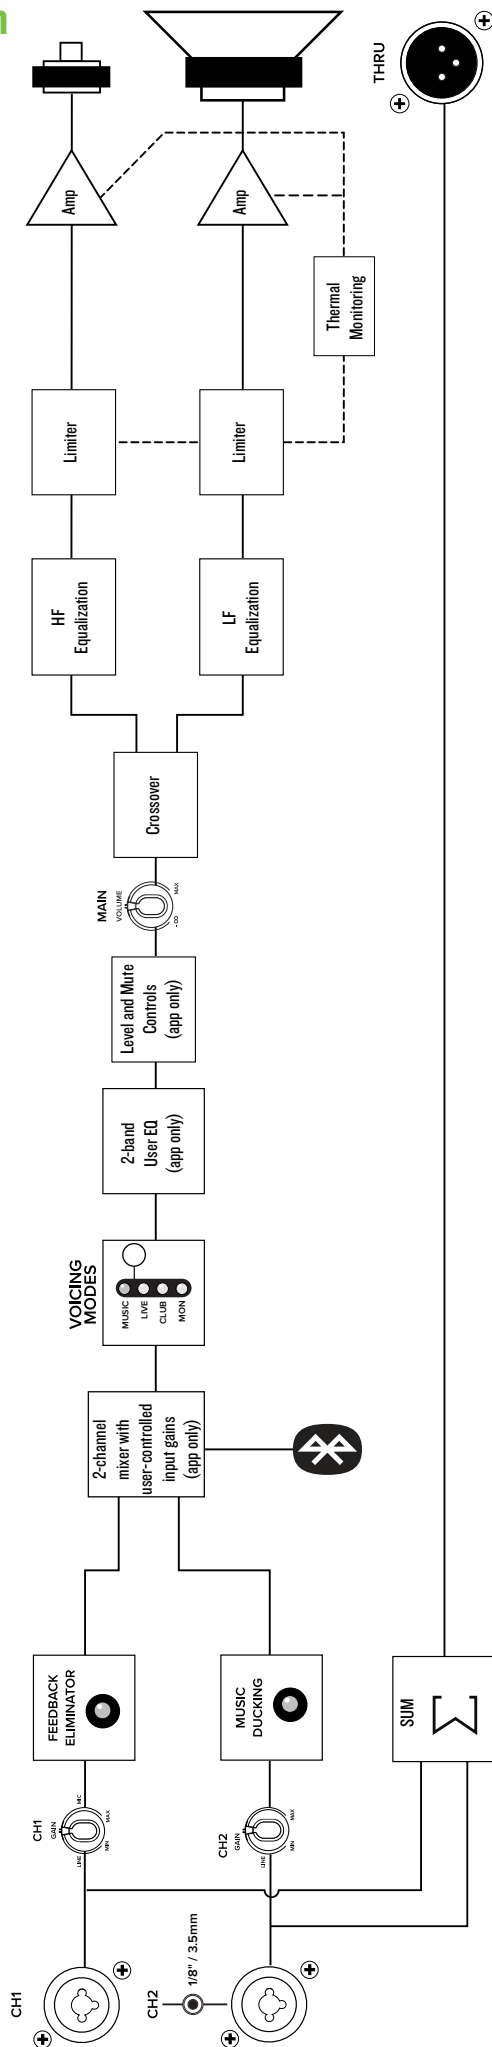 CH1
CH2
1/8" / 3.5mm
CH1
GAIN
LINE
MIC
MIN
MAX
CH2
GAIN
LINE
MIN
MAX
FEEDBACK
ELIMINATOR
MUSIC
DUCKING
SUM
Σ
2-channel
mixer with
user-controlled
input gains
(app only)
VOICING
MODES
MUSIC
LIVE
CLUB
MON
2-band
User EQ
(app only)
Level and Mute
Controls
(app only)
MAIN
VOLUME
- ∞
MAX
Crossover
HF
Equalization
LF
Equalization
Limiter
Limiter
Thermal
Monitoring
Amp
Amp
THRU